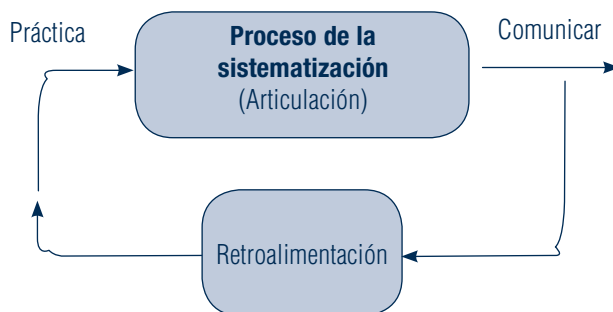 Práctica
Proceso de la
sistematización
(Articulación)
Comunicar
Retroalimentación